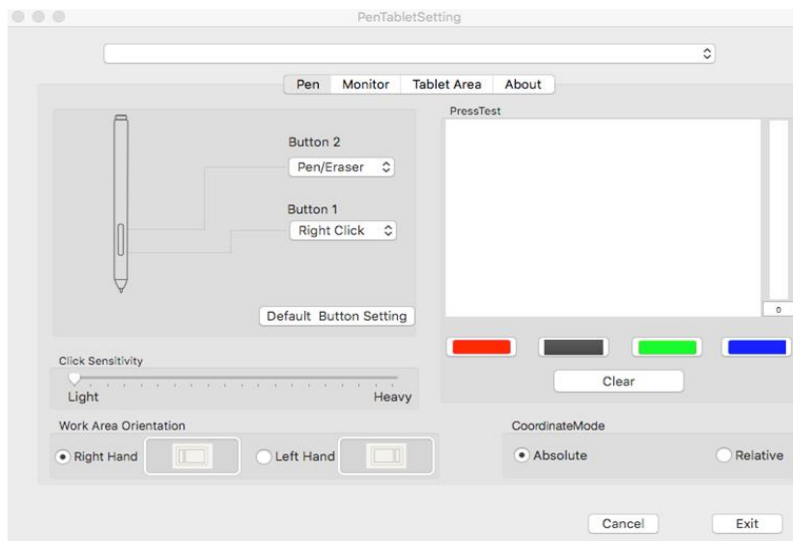 PenTabletSetting
Pen Monitor Tablet Area About
PressTest
Button 2
Pen/Eraser
Button 1
Right Click
Default Button Setting
0
Click Sensitivity
Light Heavy
Clear
Work Area Orientation
Right Hand Left Hand
CoordinateMode
Absolute Relative
Cancel Exit